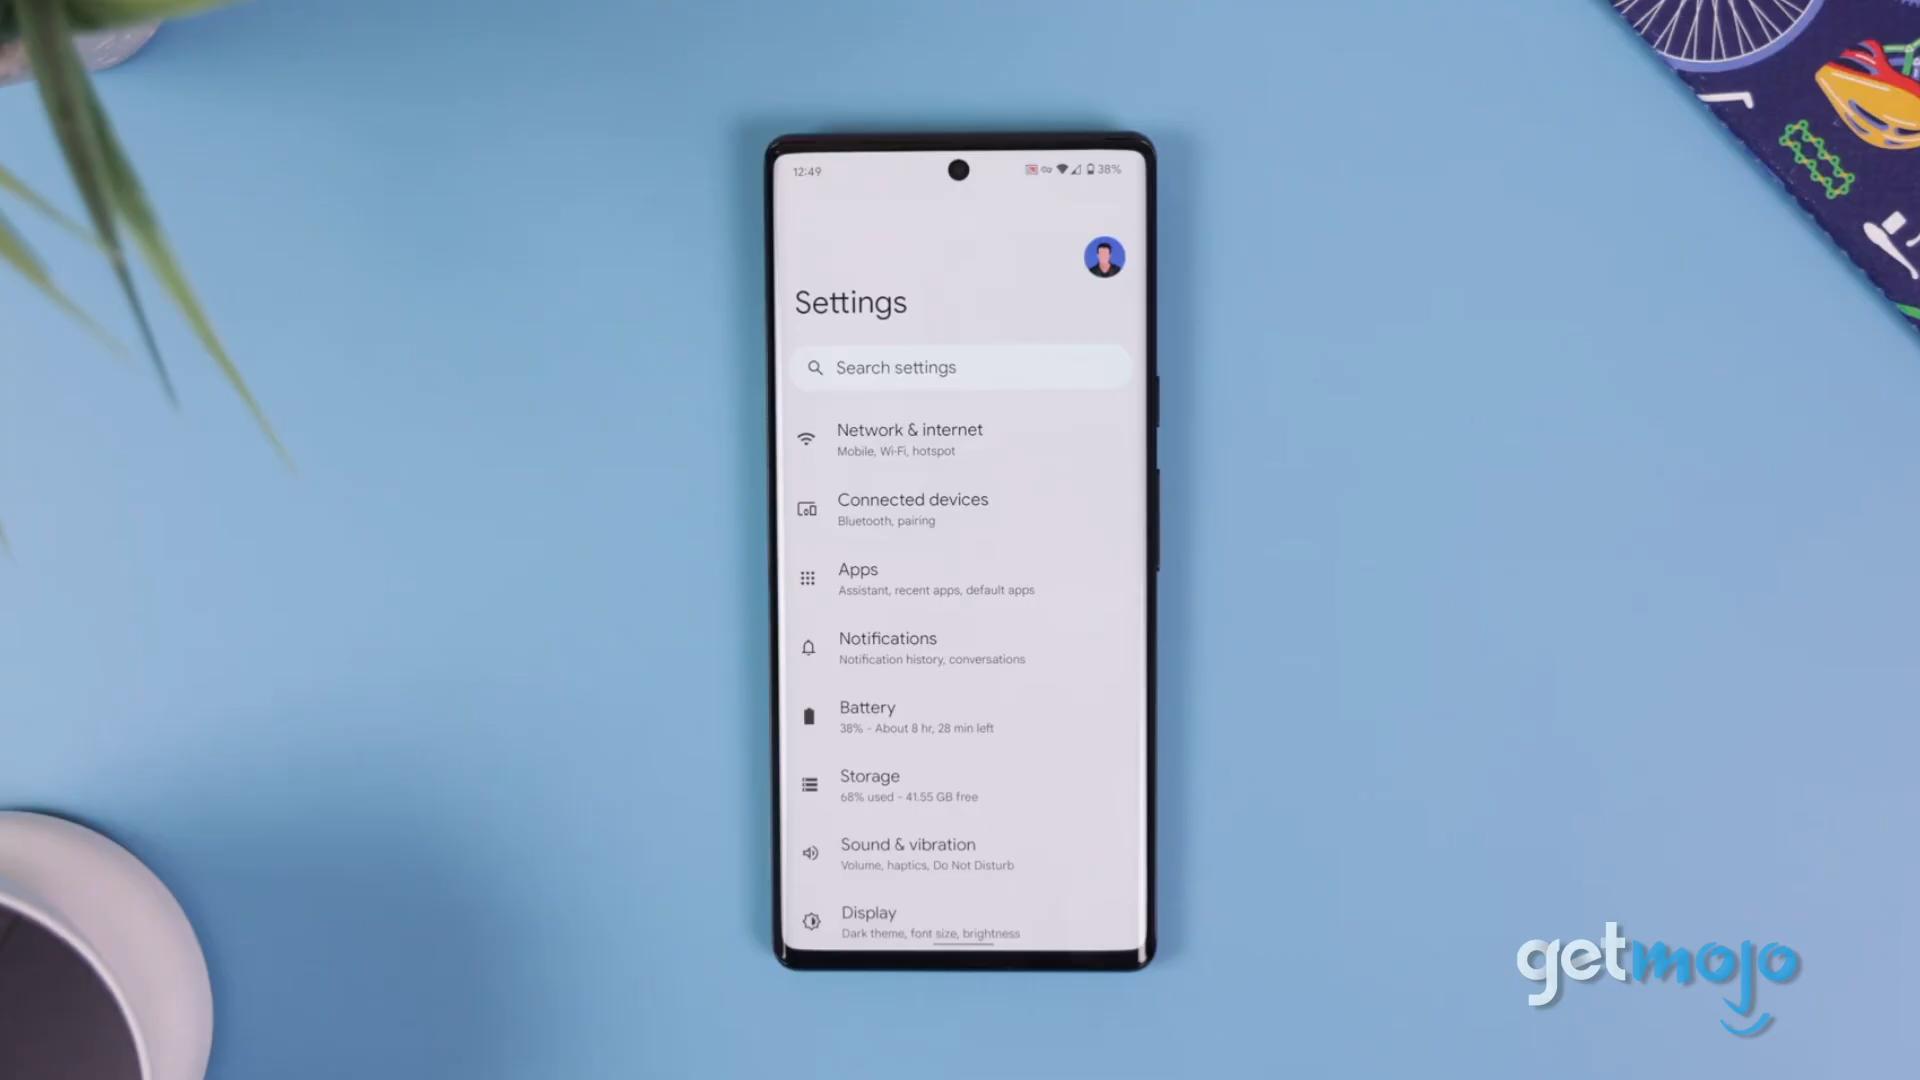 12:49
38%
Settings
Search settings
Network & internet
Mobile, Wi-Fi, hotspot
Connected devices
Bluetooth, pairing
Apps
Assistant, recent apps, default apps
Notifications
Notification history, conversations
Battery
38% - About 8 hr, 28 min left
Storage
68% used - 41.55 GB free
Sound & vibration
Volume, haptics, Do Not Disturb
Display
Dark theme, font size, brightness
getmojo